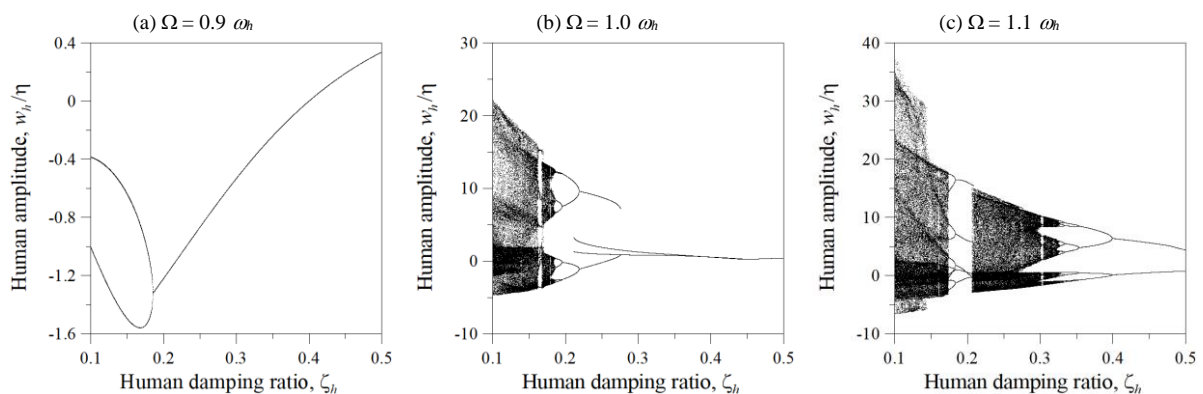 (a) Ω = 0.9 ωₕ
(b) Ω = 1.0 ωₕ
(c) Ω = 1.1 ωₕ
Human amplitude, wₕ/η
0.4
0
-0.4
-0.8
-1.2
-1.6
0.1 0.2 0.3 0.4 0.5
Human damping ratio, ζₕ
Human amplitude, wₕ/η
30
20
10
0
-10
0.1 0.2 0.3 0.4 0.5
Human damping ratio, ζₕ
Human amplitude, wₕ/η
40
30
20
10
0
-10
0.1 0.2 0.3 0.4 0.5
Human damping ratio, ζₕ